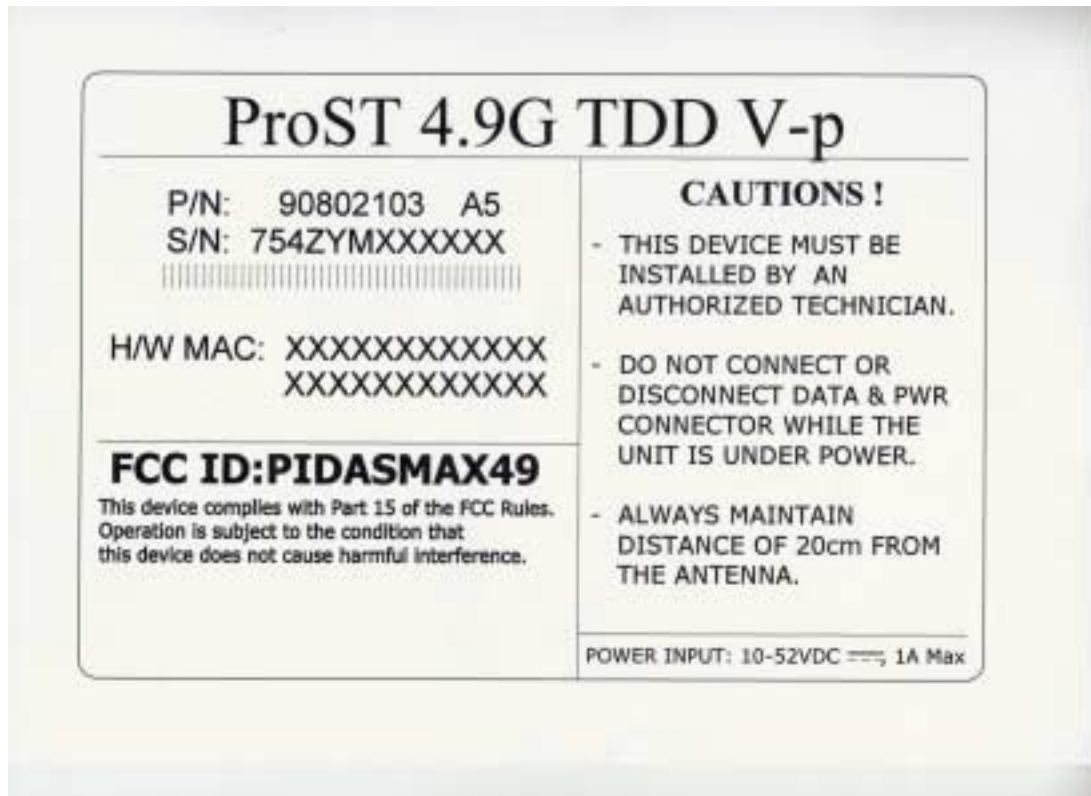 ProST 4.9G TDD V-p
P/N: 90802103 A5
S/N: 754ZYMXXXXXX
H/W MAC: XXXXXXXXXXXX
XXXXXXXXXXXX
FCC ID:PIDASMAX49
This device complies with Part 15 of the FCC Rules.
Operation is subject to the condition that
this device does not cause harmful interference.
CAUTIONS !
- THIS DEVICE MUST BE
INSTALLED BY AN
AUTHORIZED TECHNICIAN.
- DO NOT CONNECT OR
DISCONNECT DATA & PWR
CONNECTOR WHILE THE
UNIT IS UNDER POWER.
- ALWAYS MAINTAIN
DISTANCE OF 20cm FROM
THE ANTENNA.
POWER INPUT: 10-52VDC ⎓, 1A Max